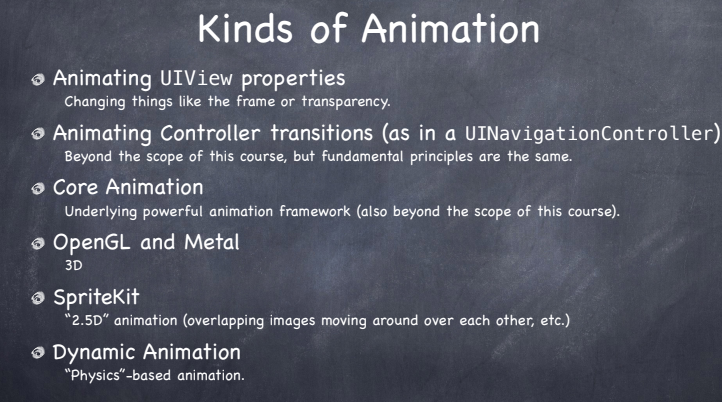 Kinds of Animation
Animating UIView properties
Changing things like the frame or transparency.
Animating Controller transitions (as in a UINavigationController)
Beyond the scope of this course, but fundamental principles are the same.
Core Animation
Underlying powerful animation framework (also beyond the scope of this course).
OpenGL and Metal
3D
SpriteKit
“2.5D” animation (overlapping images moving around over each other, etc.)
Dynamic Animation
“Physics”-based animation.